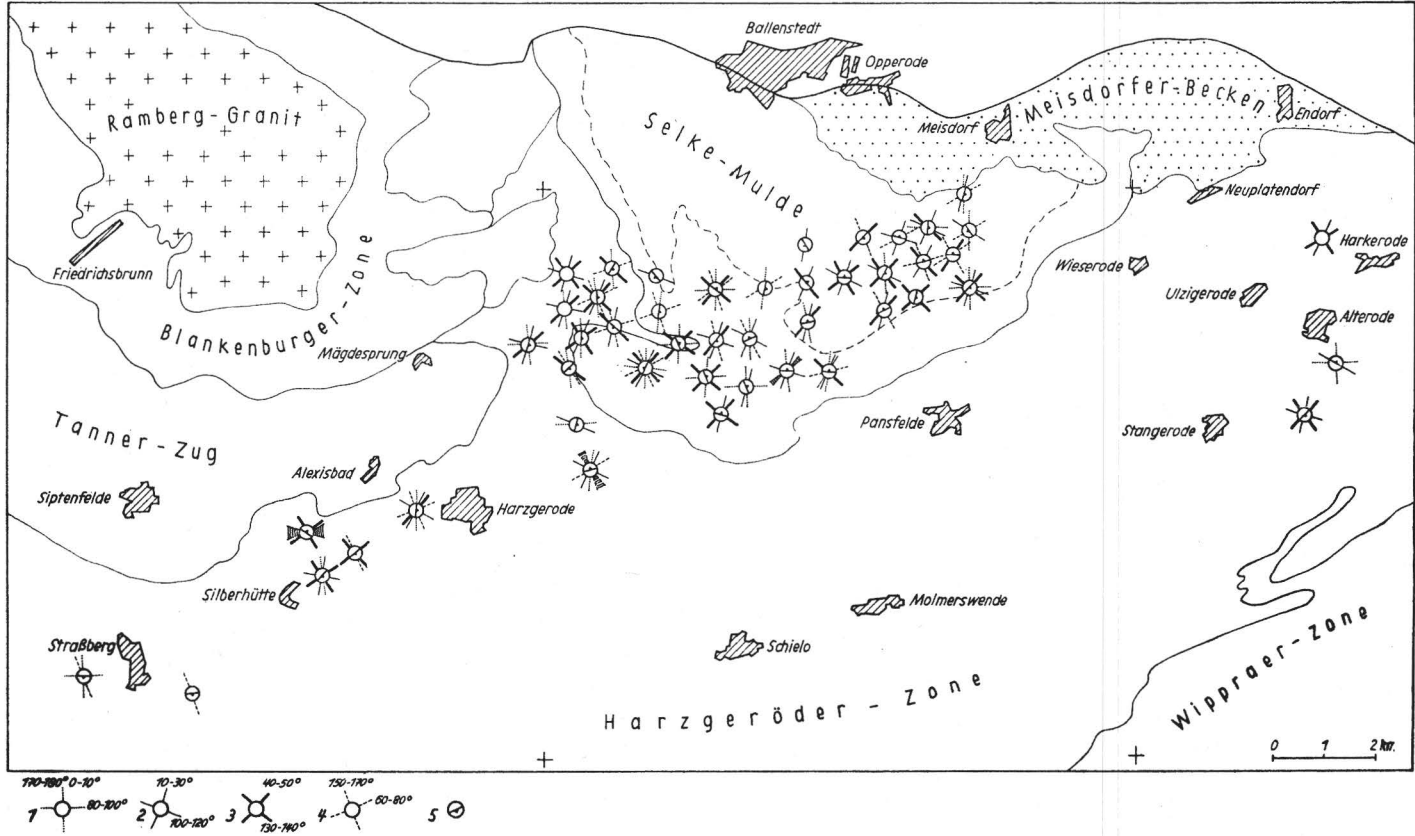 Ballenstedt
Opperode
Ramberg-Granit
Meisdorfer-Becken
Endorf
Meisdorf
Selke-Mulde
Neuplatendorf
Harkerode
Friedrichsbrunn
Wieserode
Ulzigerode
Blankenburger-Zone
Alterode
Mägdesprung
Tanner-Zug
Pansfelde
Stangerode
Alexisbad
Siptenfelde
Harzgerode
Silberhütte
Molmerswende
Straßberg
Schielo
Harzgeröder-Zone
Wippraer-Zone
0 1 2 km.
170-180° 0-10° 10-30° 40-50° 150-170°
1 80-100° 2 100-120° 3 130-140° 4 60-80° 5